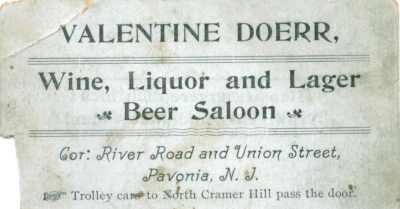 VALENTINE DOERR,
Wine, Liquor and Lager
Beer Saloon
Cor: River Road and Union Street,
Pavonia, N. J.
Trolley cars to North Cramer Hill pass the door.